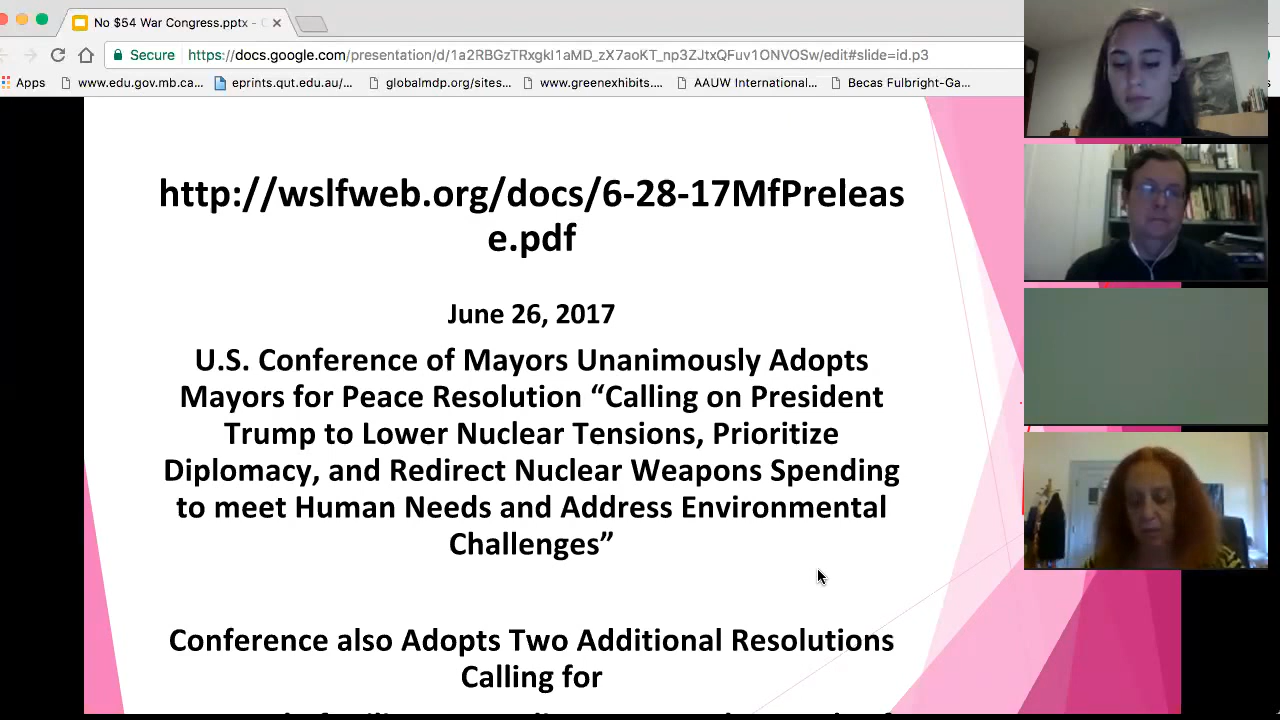 No $54 War Congress.pptx - G
Secure https://docs.google.com/presentation/d/1a2RBGzTRxgkI1aMD_zX7aoKT_np3ZJtxQFuv1ONVOSw/edit#slide=id.p3
Apps www.edu.gov.mb.ca... eprints.qut.edu.au/... globalmdp.org/sites... www.greenexhibits.... AAUW International... Becas Fulbright-Ga...
http://wslfweb.org/docs/6-28-17MfPreleas
e.pdf
June 26, 2017
U.S. Conference of Mayors Unanimously Adopts
Mayors for Peace Resolution “Calling on President
Trump to Lower Nuclear Tensions, Prioritize
Diplomacy, and Redirect Nuclear Weapons Spending
to meet Human Needs and Address Environmental
Challenges”
Conference also Adopts Two Additional Resolutions
Calling for